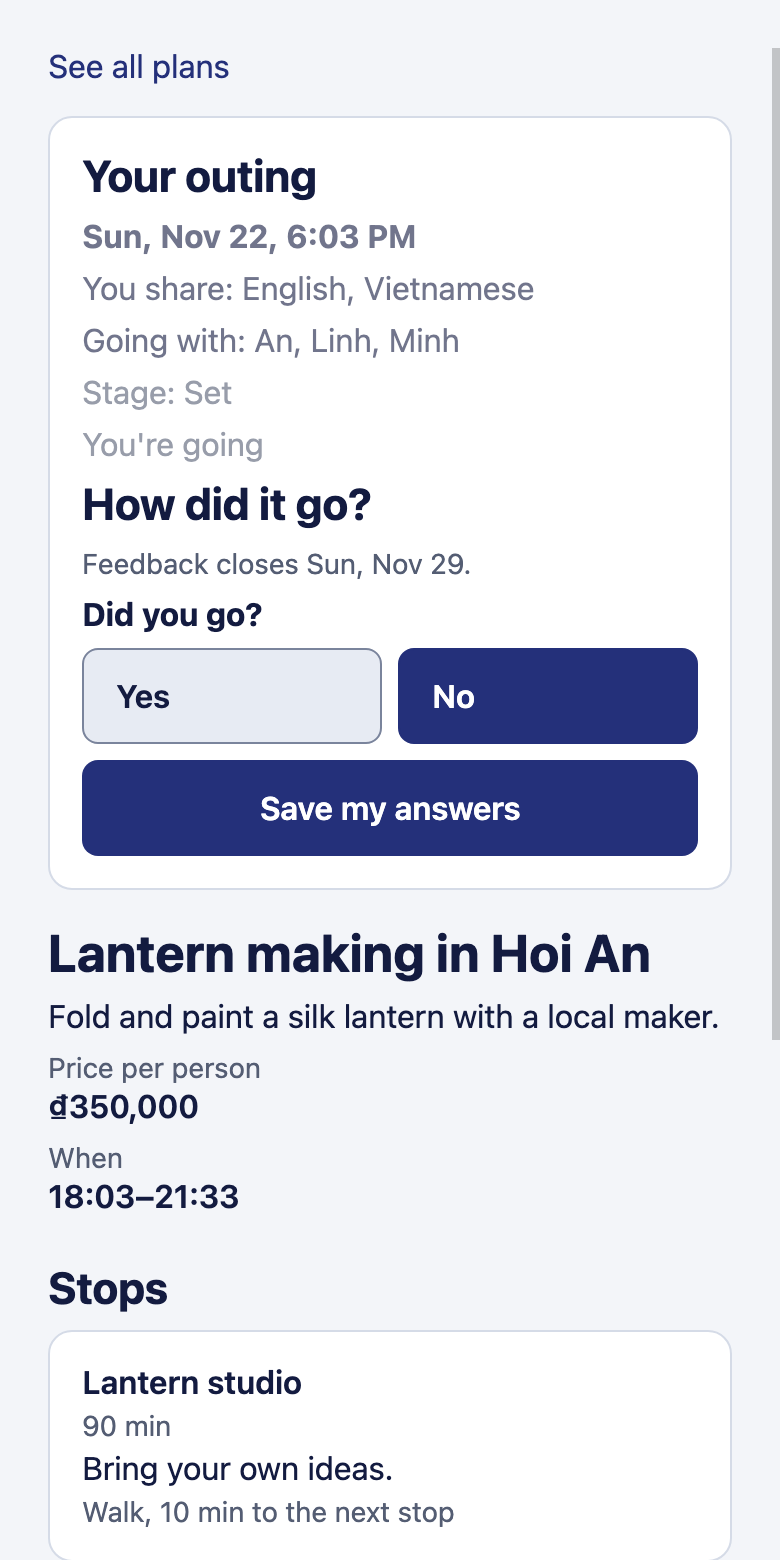 See all plans
Your outing
Sun, Nov 22, 6:03 PM
You share: English, Vietnamese
Going with: An, Linh, Minh
Stage: Set
You're going
How did it go?
Feedback closes Sun, Nov 29.
Did you go?
Yes
No
Save my answers
Lantern making in Hoi An
Fold and paint a silk lantern with a local maker.
Price per person
₫350,000
When
18:03–21:33
Stops
Lantern studio
90 min
Bring your own ideas.
Walk, 10 min to the next stop